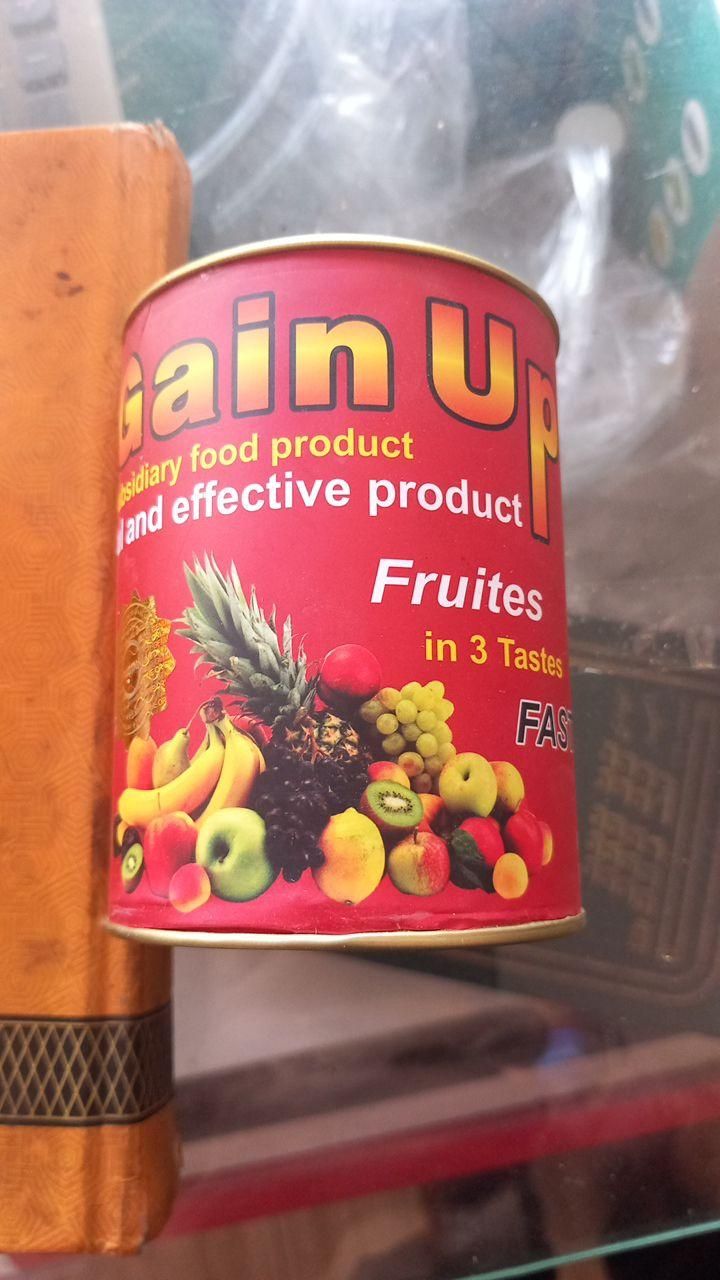 Gain Up
food product
and effective product
Fruites
in 3 Tastes